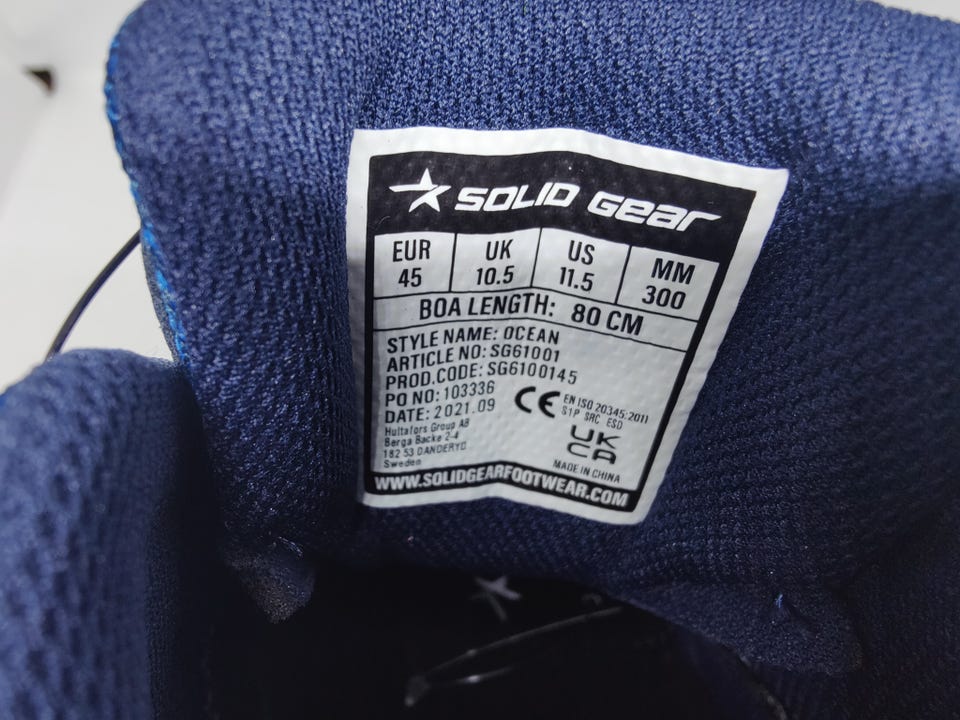 SOLID GEAR
EUR UK US MM
45 10.5 11.5 300
BOA LENGTH: 80 CM
STYLE NAME: OCEAN
ARTICLE NO: SG61001
PROD.CODE: SG6100145
PO NO: 103336
DATE: 2021.09
CE EN ISO 20345:2011
S1P SRC ESD
Hultafors Group AB
Berga Backe 2-4
182 53 DANDERYD
Sweden
UK
CA
MADE IN CHINA
WWW.SOLIDGEARFOOTWEAR.COM